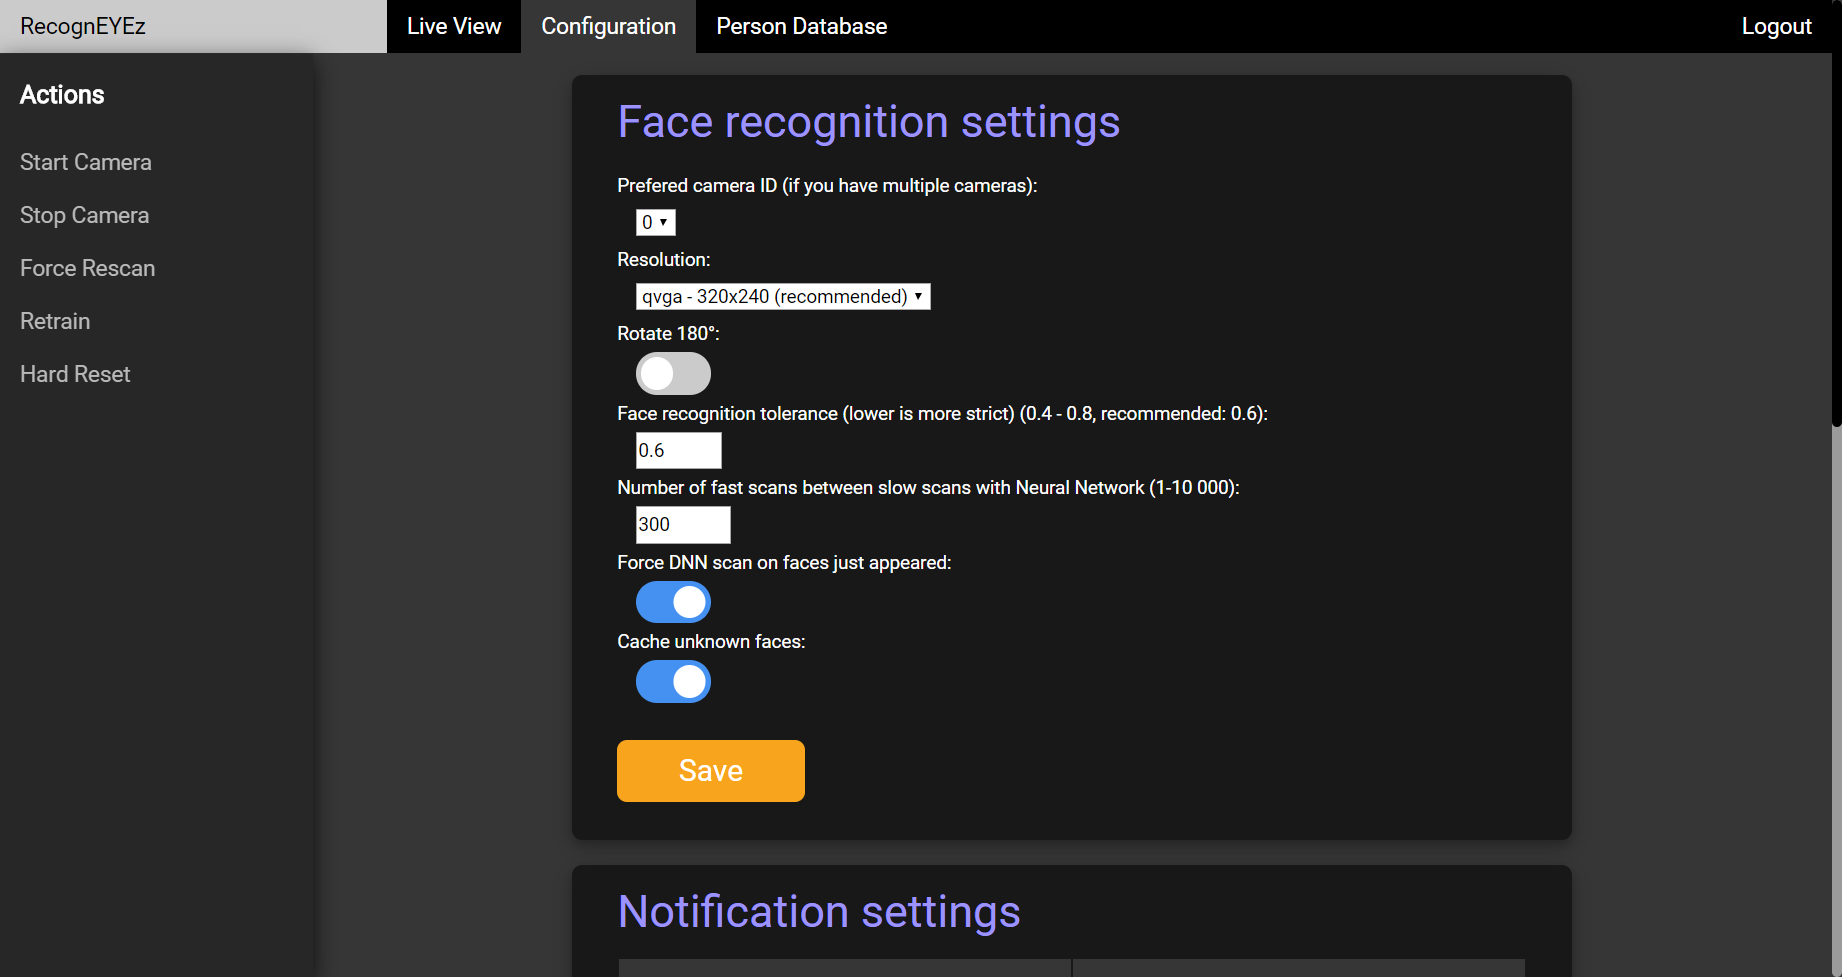 RecognEYEz
Live View
Configuration
Person Database
Logout
Actions
Start Camera
Stop Camera
Force Rescan
Retrain
Hard Reset
Face recognition settings
Prefered camera ID (if you have multiple cameras):
0
Resolution:
qvga - 320x240 (recommended)
Rotate 180°:
Face recognition tolerance (lower is more strict) (0.4 - 0.8, recommended: 0.6):
0.6
Number of fast scans between slow scans with Neural Network (1-10 000):
300
Force DNN scan on faces just appeared:
Cache unknown faces:
Save
Notification settings